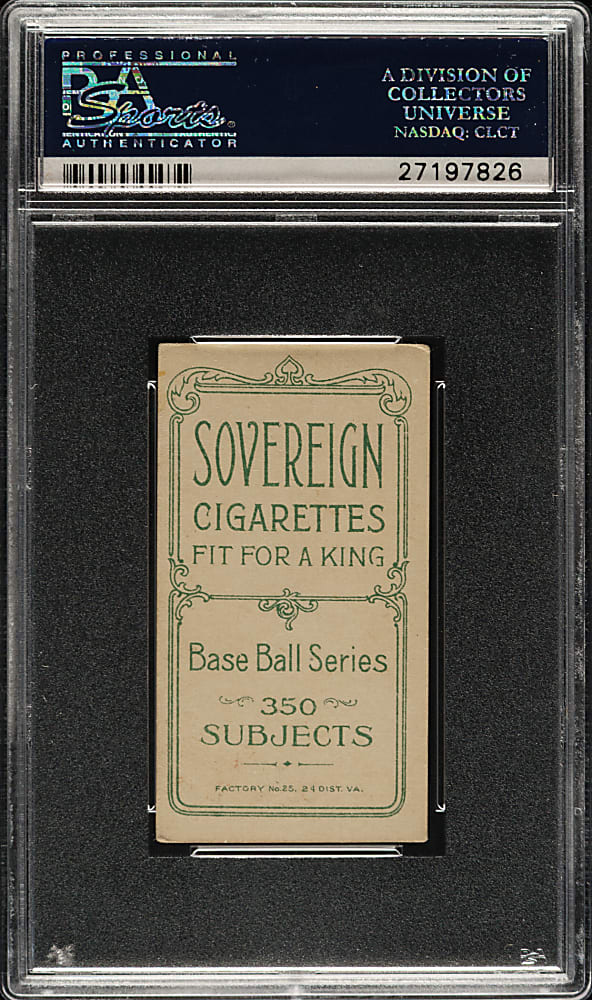 PROFESSIONAL
PSA
Sports
AUTHENTICATOR
A DIVISION OF
COLLECTORS
UNIVERSE
NASDAQ: CLCT
27197826
SOVEREIGN
CIGARETTES
FIT FOR A KING
Base Ball Series
350
SUBJECTS
FACTORY No.25, 24 DIST. VA.